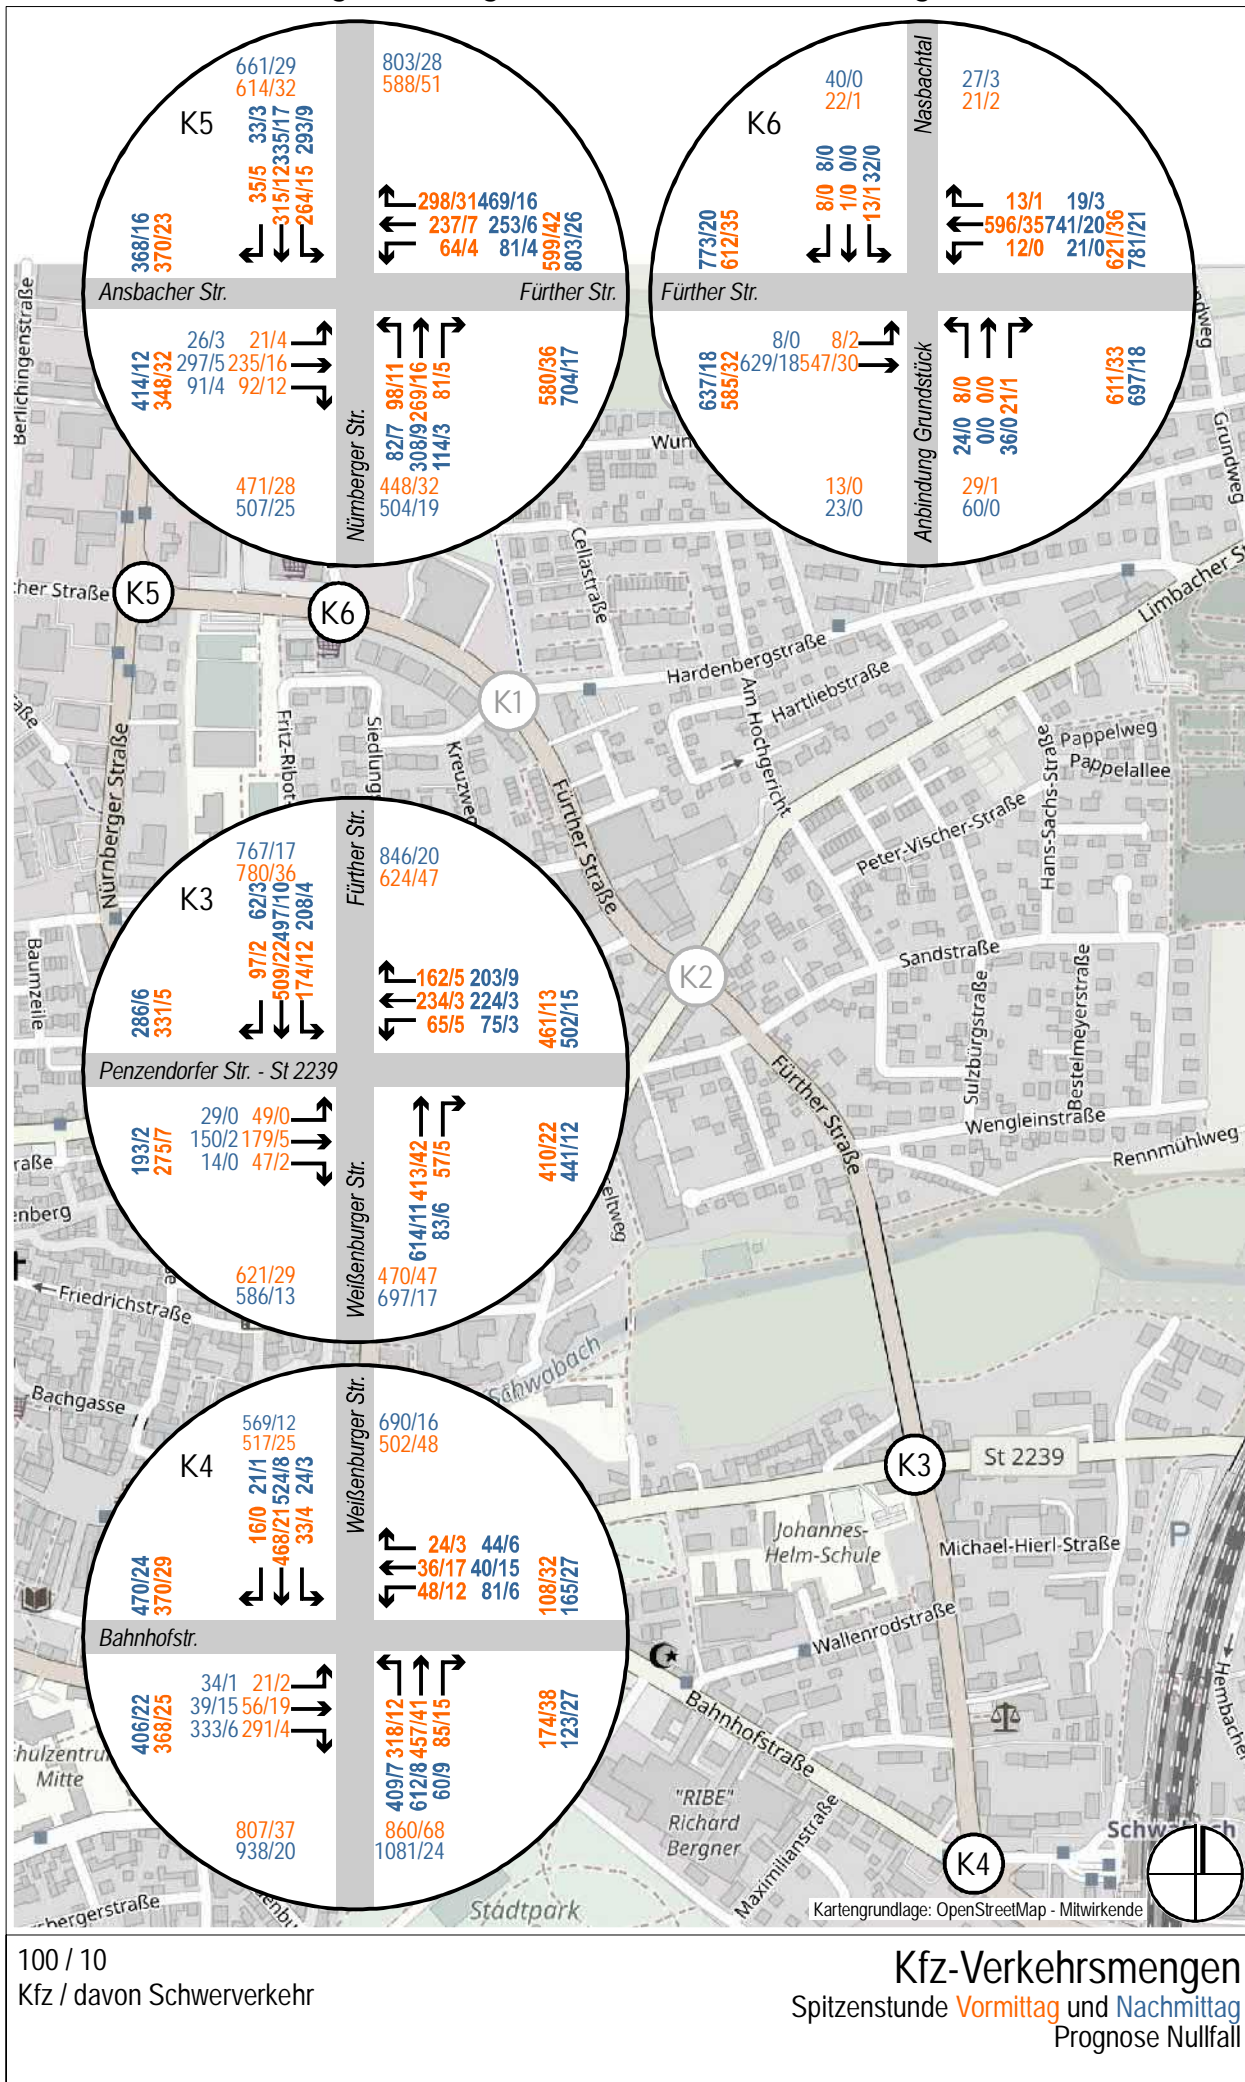 K5
661/29
614/32
803/28
588/51
35/5 33/3
315/12 335/17
264/15 293/9
368/16
370/23
298/31 469/16
237/7 253/6
64/4 81/4
599/42
803/26
Ansbacher Str.
Fürther Str.
26/3 21/4
297/5 235/16
91/4 92/12
414/12
348/32
82/7 98/11
308/9 269/16
114/3 81/5
580/36
704/17
Nürnberger Str.
471/28
507/25
448/32
504/19
K6
40/0
22/1
Nasbachtal
27/3
21/2
8/0 8/0
1/0 0/0
13/1 32/0
773/20
612/35
13/1 19/3
596/35 741/20
12/0 21/0
621/36
781/21
Fürther Str.
8/0 8/2
629/18 547/30
637/18
585/32
24/0 8/0
0/0 0/0
36/0 21/1
611/33
697/18
Anbindung Grundstück
13/0
23/0
29/1
60/0
Berlichingenstraße
Wun
Grundweg
ndweg
Cellastraße
cher Straße
K5
K6
K1
Hardenbergstraße
Hartliebstraße
Am Hochgericht
Limbacher St
raße
Fritz-Ribot-
Siedlung
Kreuzweg
Nürnberger Straße
Fürther Straße
Pappelweg
Pappelallee
Peter-Vischer-Straße
Hans-Sachs-Straße
K2
Sandstraße
Sulzbürgstraße
Bestelmeyerstraße
Wengleinstraße
Rennmühlweg
Fürther Straße
Baumzeile
K3
767/17
780/36
Fürther Str.
846/20
624/47
97/2 62/3
509/22 497/10
174/12 208/4
286/6
331/5
162/5 203/9
234/3 224/3
65/5 75/3
461/13
502/15
Penzendorfer Str. - St 2239
29/0 49/0
150/2 179/5
14/0 47/2
193/2
275/7
614/11 413/42
83/6 57/5
410/22
441/12
Weißenburger Str.
621/29
586/13
470/47
697/17
raße
enberg
Friedrichstraße
Bachgasse
eltweg
Schwabach
K4
569/12
517/25
Weißenburger Str.
690/16
502/48
16/0 21/1
468/21 524/8
33/4 24/3
470/24
370/29
24/3 44/6
36/17 40/15
48/12 81/6
108/32
165/27
Bahnhofstr.
34/1 21/2
39/15 56/19
333/6 291/4
406/22
368/25
409/7 318/12
612/8 457/41
60/9 85/15
174/38
123/27
807/37
938/20
860/68
1081/24
K3
St 2239
Johannes-
Helm-Schule
Michael-Hierl-Straße
P
Wallenrodstraße
Bahnhofstraße
Hembacher
"RIBE"
Richard
Bergner
Maximilianstraße
Schwabach
K4
chulzentrum
Mitte
sbergerstraße
Stadtpark
Kartengrundlage: OpenStreetMap - Mitwirkende
100 / 10
Kfz / davon Schwerverkehr
Kfz-Verkehrsmengen
Spitzenstunde Vormittag und Nachmittag
Prognose Nullfall